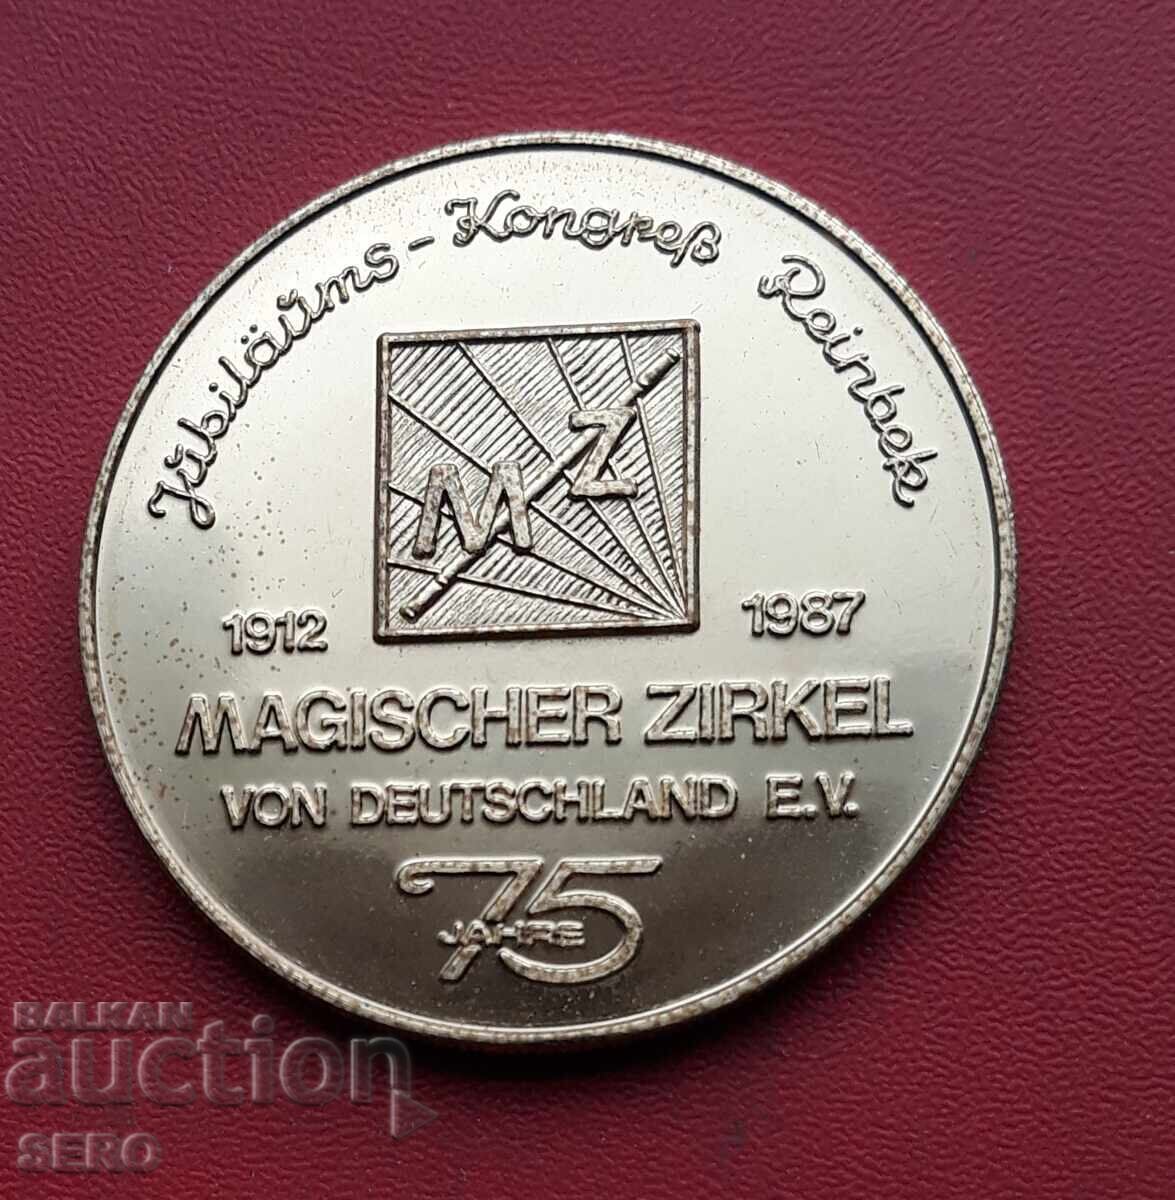 Jubiläums-Kongreß Reinbek
MZ
1912 1987
MAGISCHER ZIRKEL
VON DEUTSCHLAND E.V.
75
JAHRE
BALKAN
auction
SERO